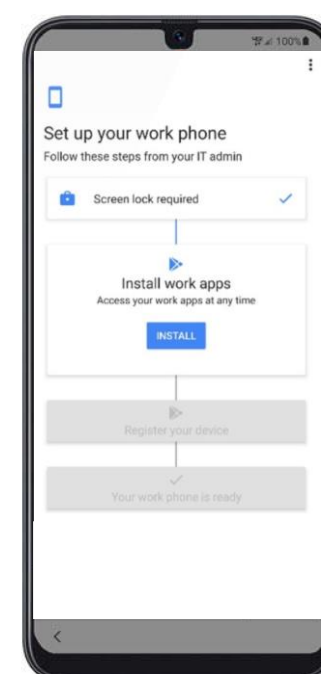 100%
Set up your work phone
Follow these steps from your IT admin
Screen lock required
Install work apps
Access your work apps at any time
INSTALL
Register your device
Your work phone is ready